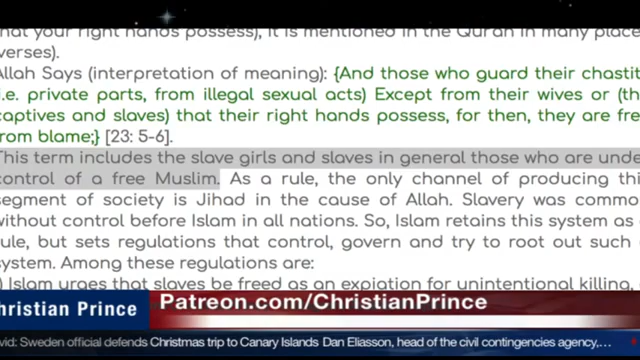 hat your right hands possess), it is mentioned in the Quran in many place
verses).
Allah Says (interpretation of meaning): {And those who guard their chastit
i.e. private parts, from illegal sexual acts) Except from their wives or (th
captives and slaves) that their right hands possess, for then, they are fre
rom blame;} [23: 5-6].
This term includes the slave girls and slaves in general those who are unde
control of a free Muslim. As a rule, the only channel of producing thi
segment of society is Jihad in the cause of Allah. Slavery was commo
without control before Islam in all nations. So, Islam retains this system as
ule, but sets regulations that control, govern and try to root out such
system. Among these regulations are:
) Islam urges that slaves be freed as an expiation for unintentional killing,
Christian Prince
Patreon.com/ChristianPrince
vid: Sweden official defends Christmas trip to Canary Islands Dan Eliasson, head of the civil contingencies agency,...